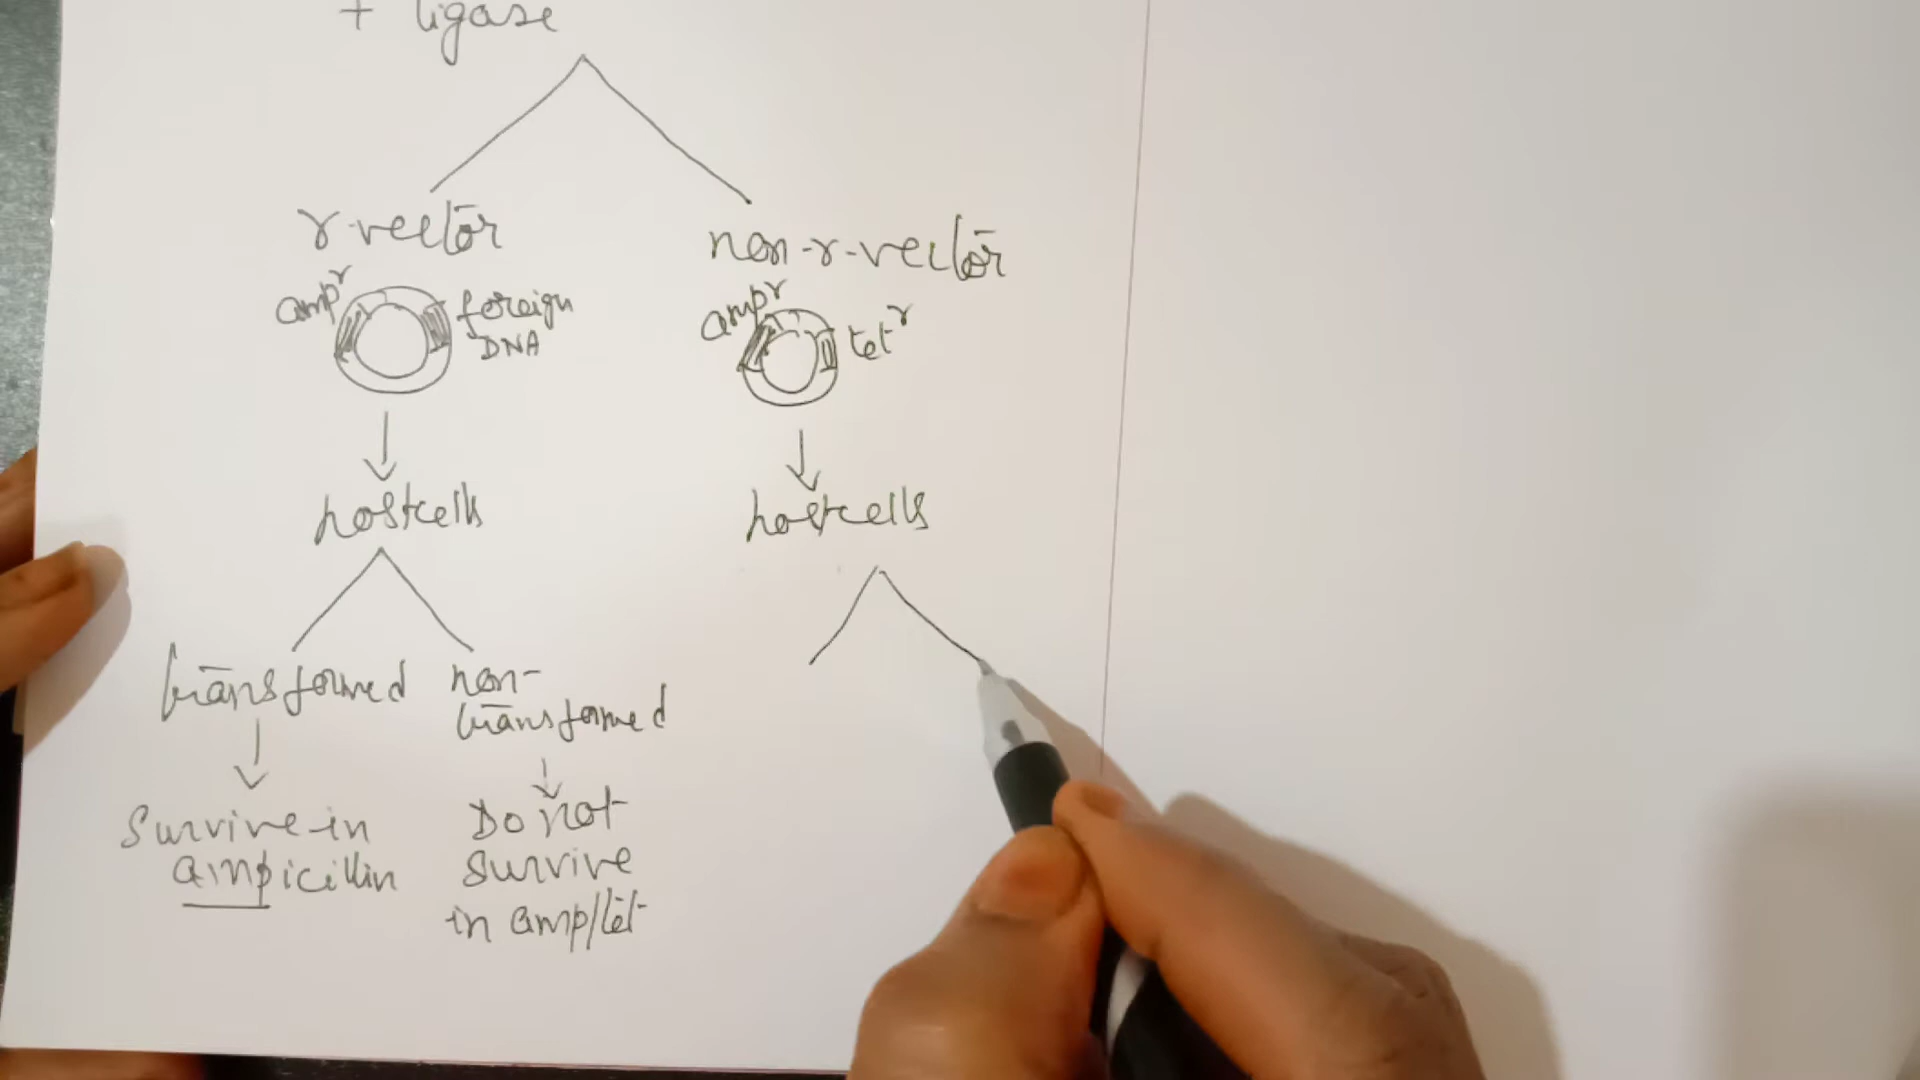 + ligase
r-vector
non-r-vector
ampʳ
foreign
DNA
ampʳ
tetʳ
hostcells
hostcells
transformed
non-
transformed
Survive in
ampicillin
Do not
survive
in amp/tet